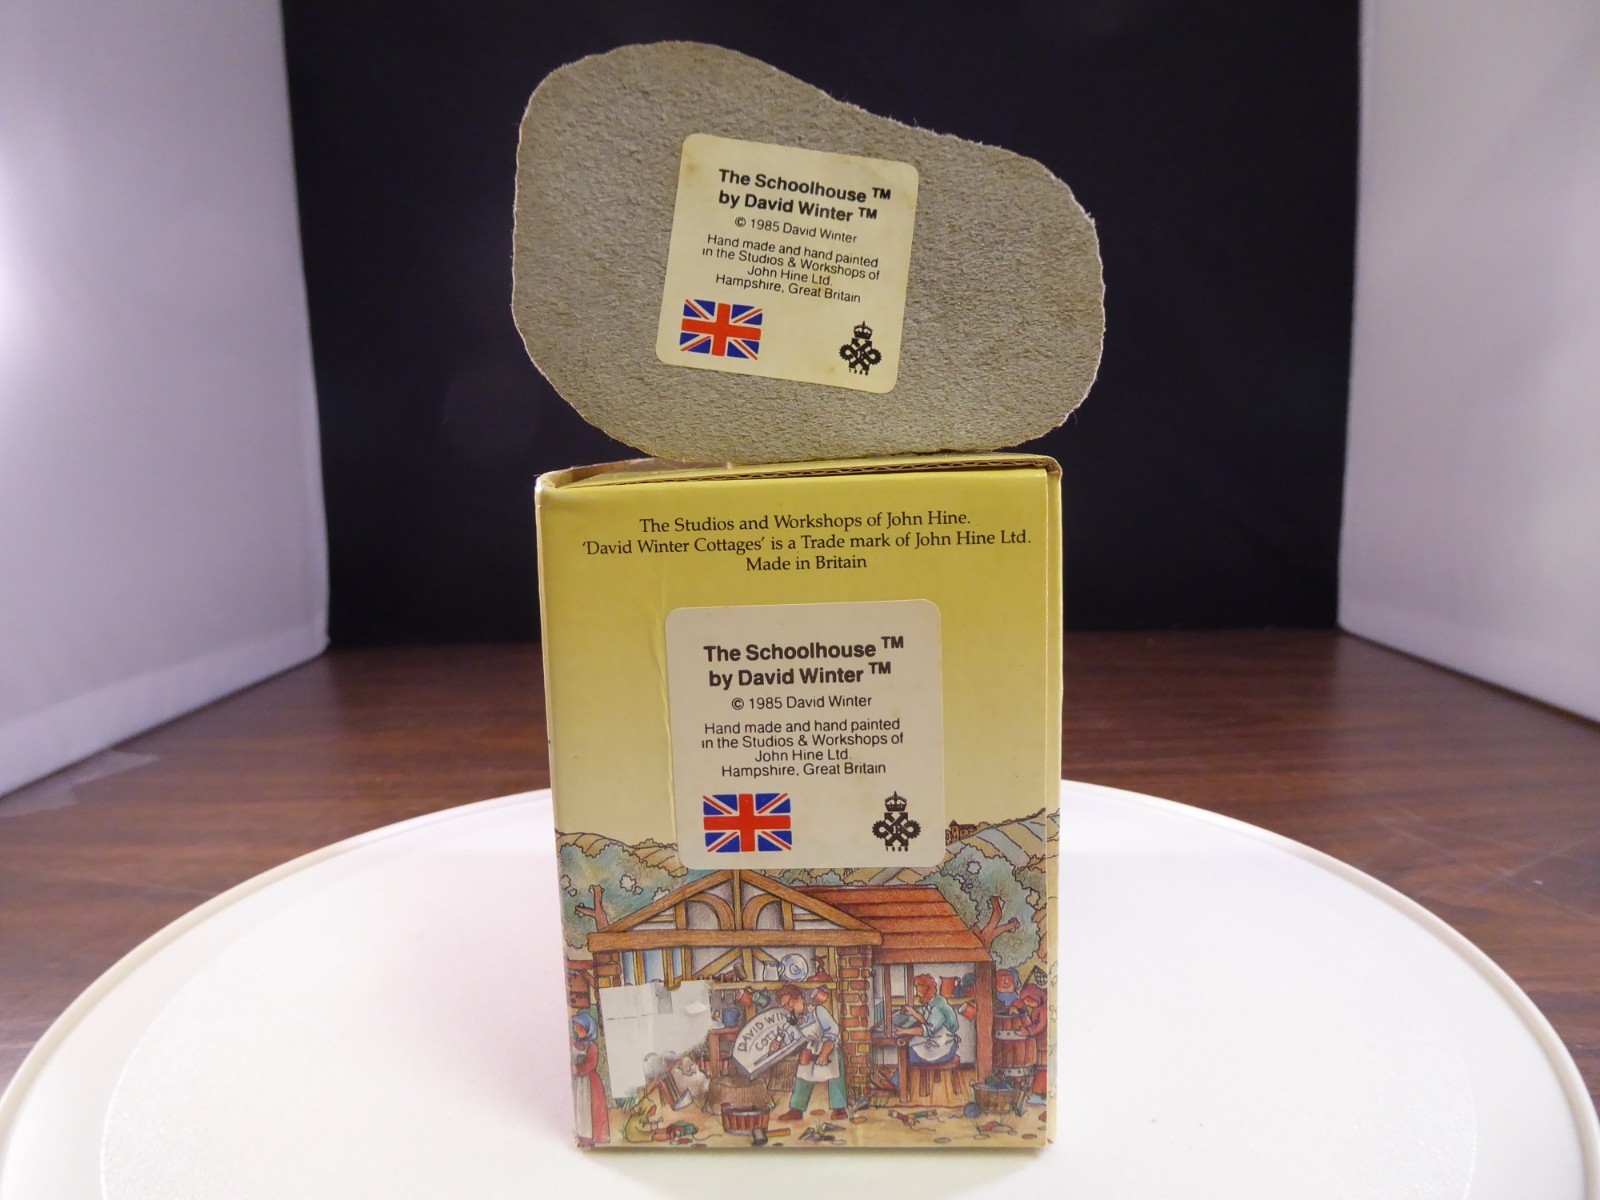 The Schoolhouse ™
by David Winter ™
© 1985 David Winter
Hand made and hand painted
in the Studios & Workshops of
John Hine Ltd.
Hampshire, Great Britain
The Studios and Workshops of John Hine.
'David Winter Cottages' is a Trade mark of John Hine Ltd.
Made in Britain
The Schoolhouse ™
by David Winter ™
© 1985 David Winter
Hand made and hand painted
in the Studios & Workshops of
John Hine Ltd.
Hampshire, Great Britain
DAVID WIN
COTT